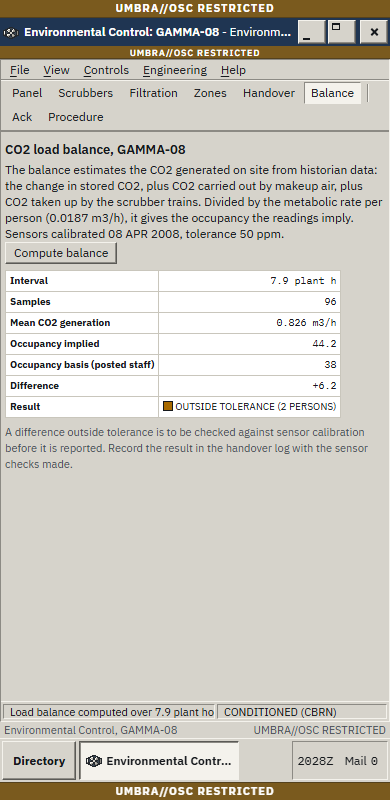 UMBRA//OSC RESTRICTED
Environmental Control: GAMMA-08 - Environm...
UMBRA//OSC RESTRICTED
File View Controls Engineering Help
Panel Scrubbers Filtration Zones Handover Balance
Ack Procedure
CO2 load balance, GAMMA-08
The balance estimates the CO2 generated on site from historian data:
the change in stored CO2, plus CO2 carried out by makeup air, plus
CO2 taken up by the scrubber trains. Divided by the metabolic rate per
person (0.0187 m3/h), it gives the occupancy the readings imply.
Sensors calibrated 08 APR 2008, tolerance 50 ppm.
Compute balance
Interval 7.9 plant h
Samples 96
Mean CO2 generation 0.826 m3/h
Occupancy implied 44.2
Occupancy basis (posted staff) 38
Difference +6.2
Result OUTSIDE TOLERANCE (2 PERSONS)
A difference outside tolerance is to be checked against sensor calibration
before it is reported. Record the result in the handover log with the sensor
checks made.
Load balance computed over 7.9 plant ho CONDITIONED (CBRN)
Environmental Control, GAMMA-08 UMBRA//OSC RESTRICTED
Directory Environmental Contr... 2028Z Mail 0
UMBRA//OSC RESTRICTED